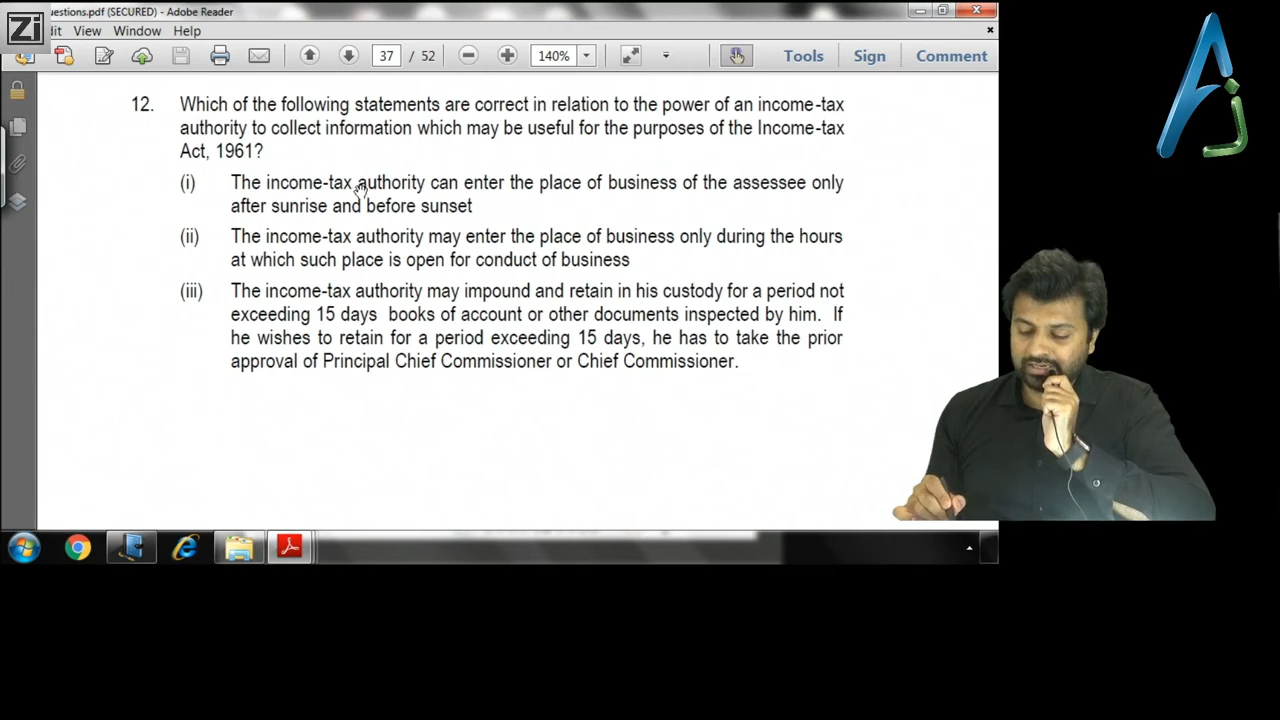 Zi
estions.pdf (SECURED) - Adobe Reader
dit View Window Help
37 / 52 140% Tools Sign Comment
12. Which of the following statements are correct in relation to the power of an income-tax
authority to collect information which may be useful for the purposes of the Income-tax
Act, 1961?
(i) The income-tax authority can enter the place of business of the assessee only
after sunrise and before sunset
(ii) The income-tax authority may enter the place of business only during the hours
at which such place is open for conduct of business
(iii) The income-tax authority may impound and retain in his custody for a period not
exceeding 15 days books of account or other documents inspected by him. If
he wishes to retain for a period exceeding 15 days, he has to take the prior
approval of Principal Chief Commissioner or Chief Commissioner.